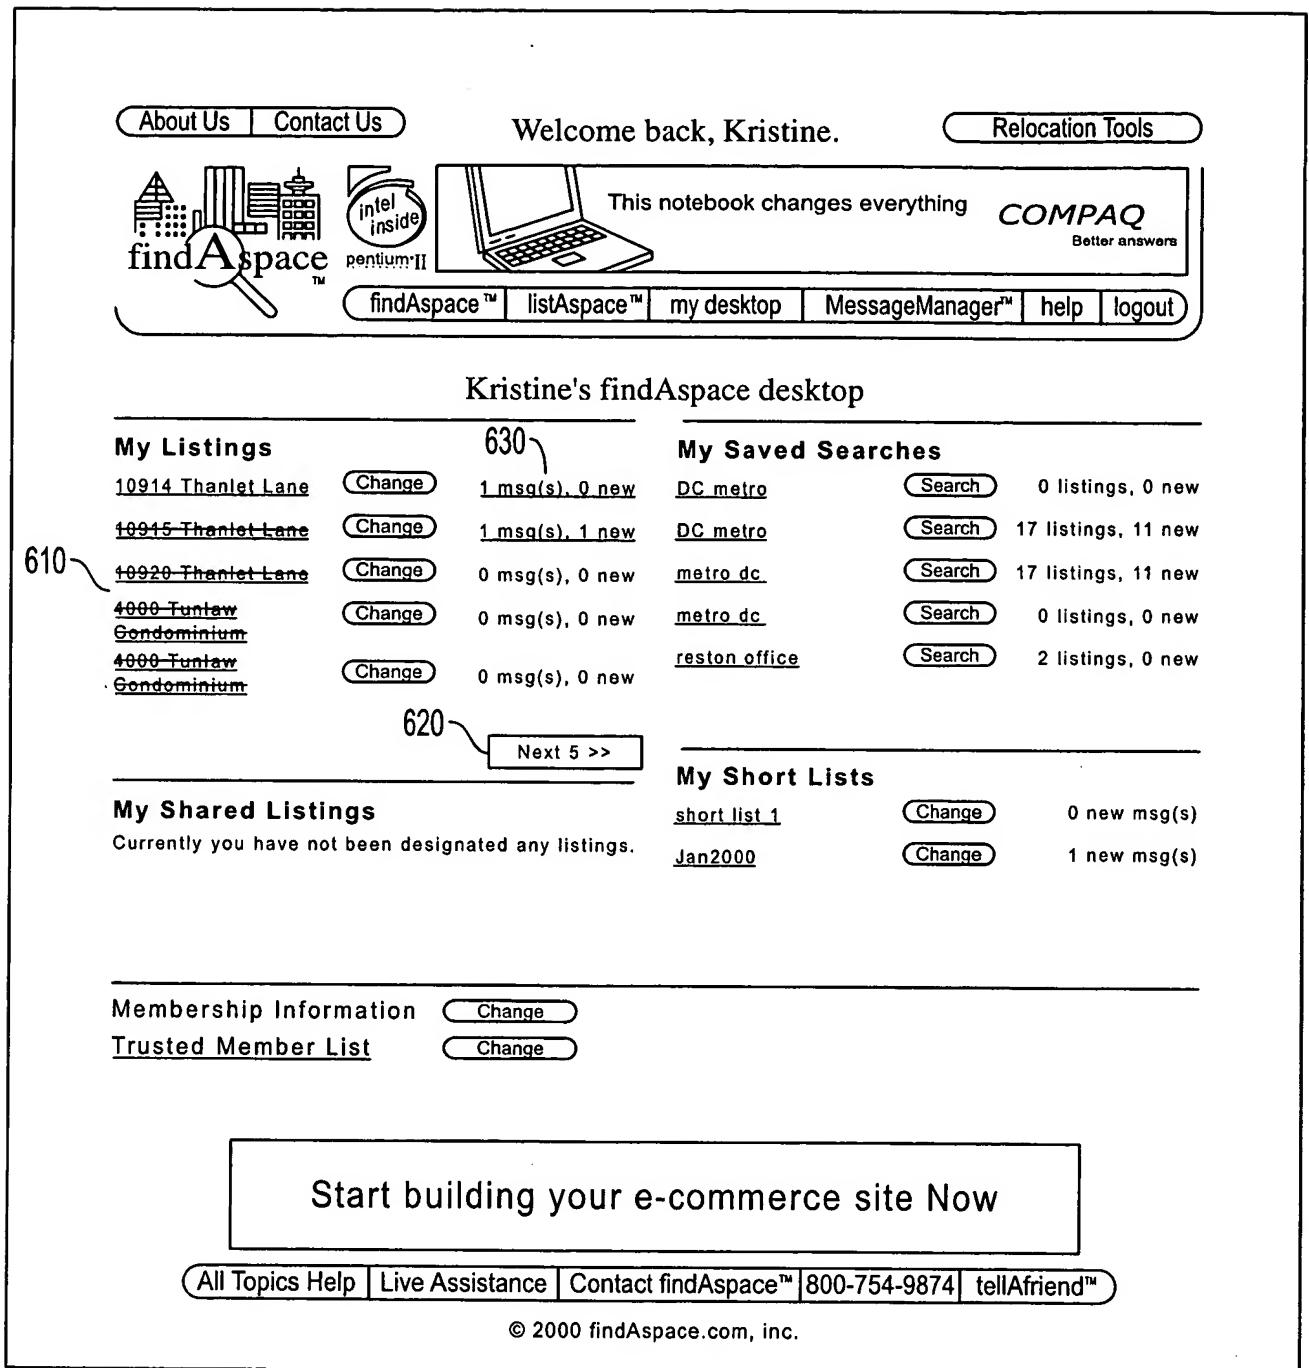 About Us | Contact Us
Welcome back, Kristine.
Relocation Tools
findAspace™
intel inside
pentium II
This notebook changes everything
COMPAQ
Better answers
findAspace™ | listAspace™ | my desktop | MessageManager™ | help | logout
Kristine's findAspace desktop
My Listings
630
10914 Thanlet Lane Change 1 msg(s), 0 new
10915 Thanlet Lane Change 1 msg(s), 1 new
610
10920 Thanlet Lane Change 0 msg(s), 0 new
4000 Tunlaw
Condominium Change 0 msg(s), 0 new
4000 Tunlaw
Condominium Change 0 msg(s), 0 new
620
Next 5 >>
My Saved Searches
DC metro Search 0 listings, 0 new
DC metro Search 17 listings, 11 new
metro dc Search 17 listings, 11 new
metro dc Search 0 listings, 0 new
reston office Search 2 listings, 0 new
My Shared Listings
Currently you have not been designated any listings.
My Short Lists
short list 1 Change 0 new msg(s)
Jan2000 Change 1 new msg(s)
Membership Information Change
Trusted Member List Change
Start building your e-commerce site Now
All Topics Help | Live Assistance | Contact findAspace™ | 800-754-9874 | tellAfriend™
© 2000 findAspace.com, inc.